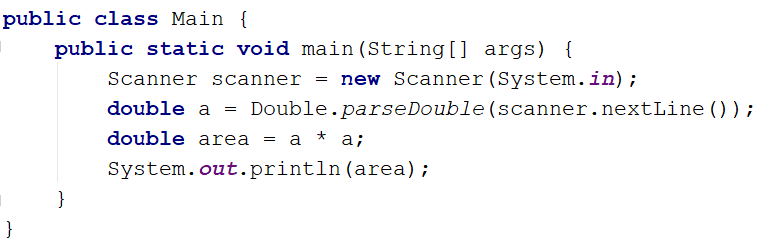 public class Main {
    public static void main(String[] args) {
        Scanner scanner = new Scanner(System.in);
        double a = Double.parseDouble(scanner.nextLine());
        double area = a * a;
        System.out.println(area);
    }
}